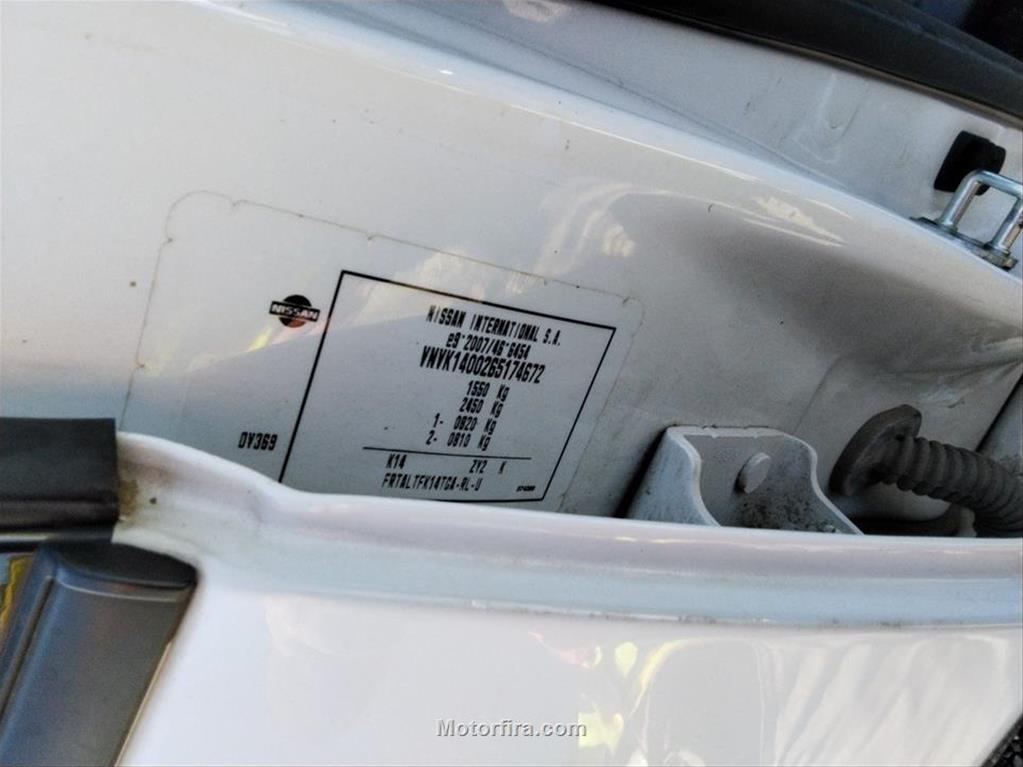 NISSAN
NISSAN INTERNATIONAL S.A.
e9*2007/46*6454
VNVK1400265174672
1550 Kg
2450 Kg
1- 0820 Kg
2- 0810 Kg
K14 ZY2 K
FRTALTFK14TGA-RL-U
DV369
Motorfira.com